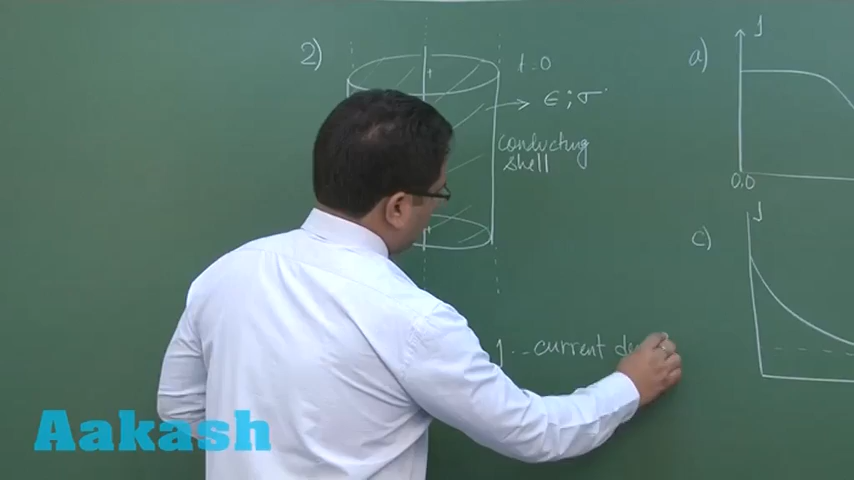 2)
t=0
ϵ ; σ
conducting
shell
J .. current de
a)
J
0,0
c)
J
Aakash